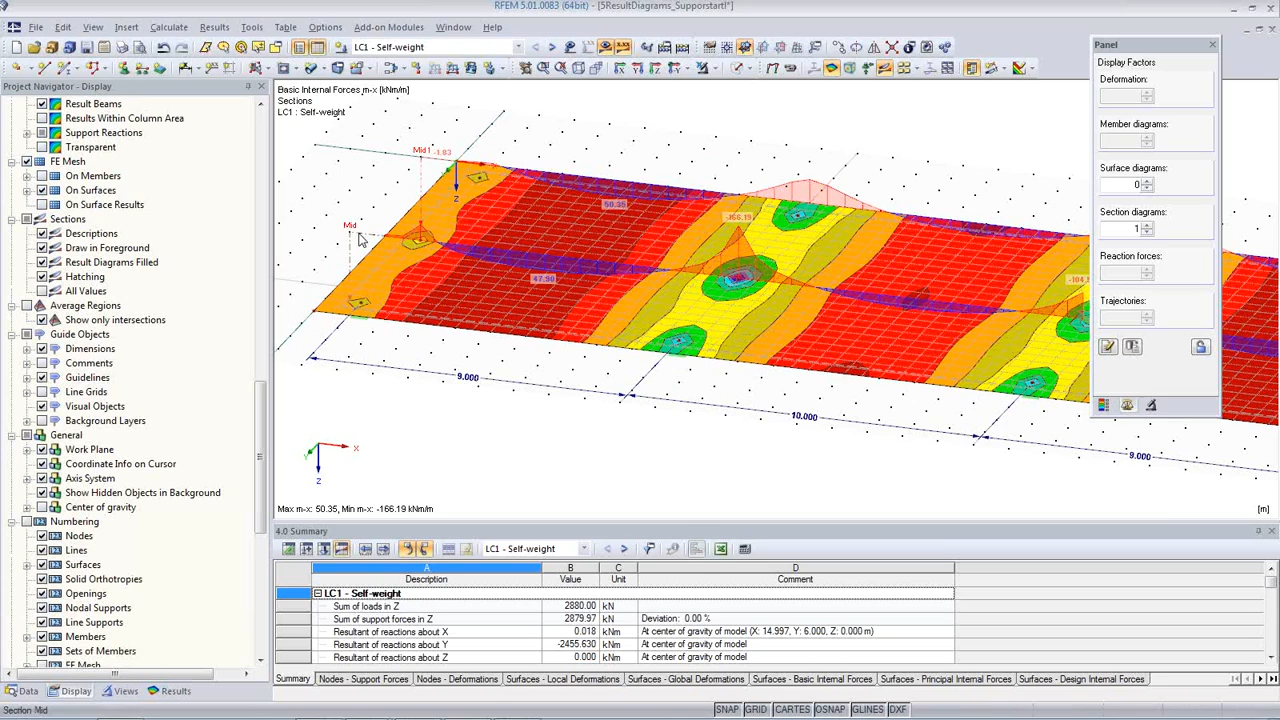 RFEM 5.01.0083 (64bit) - [5ResultDiagrams_Supporstart!*]
File Edit View Insert Calculate Results Tools Table Options Add-on Modules Window Help
LC1 - Self-weight
Project Navigator - Display
Result Beams
Results Within Column Area
Support Reactions
Transparent
FE Mesh
On Members
On Surfaces
On Surface Results
Sections
Descriptions
Draw in Foreground
Result Diagrams Filled
Hatching
All Values
Average Regions
Show only intersections
Guide Objects
Dimensions
Comments
Guidelines
Line Grids
Visual Objects
Background Layers
General
Work Plane
Coordinate Info on Cursor
Axis System
Show Hidden Objects in Background
Center of gravity
Numbering
Nodes
Lines
Surfaces
Solid Orthotropies
Openings
Nodal Supports
Line Supports
Members
Sets of Members
FE Mesh
Data Display Views Results
Section Mid
Basic Internal Forces m-x [kNm/m]
Sections
LC1 : Self-weight
Mid1 -1.83
Z
50.35
Mid
-166.19
47.90
9.000
10.000
9.000
X
Y
Z
Max m-x: 50.35, Min m-x: -166.19 kNm/m
[m]
Panel
Display Factors
Deformation:
Member diagrams:
Surface diagrams:
0
Section diagrams:
1
Reaction forces:
Trajectories:
4.0 Summary
LC1 - Self-weight
A B C D
Description Value Unit Comment
LC1 - Self-weight
Sum of loads in Z 2880.00 kN
Sum of support forces in Z 2879.97 kN Deviation: 0.00 %
Resultant of reactions about X 0.018 kNm At center of gravity of model (X: 14.997, Y: 6.000, Z: 0.000 m)
Resultant of reactions about Y -2455.630 kNm At center of gravity of model
Resultant of reactions about Z 0.000 kNm At center of gravity of model
Summary Nodes - Support Forces Nodes - Deformations Surfaces - Local Deformations Surfaces - Global Deformations Surfaces - Basic Internal Forces Surfaces - Principal Internal Forces Surfaces - Design Internal Forces
SNAP GRID CARTES OSNAP GLINES DXF